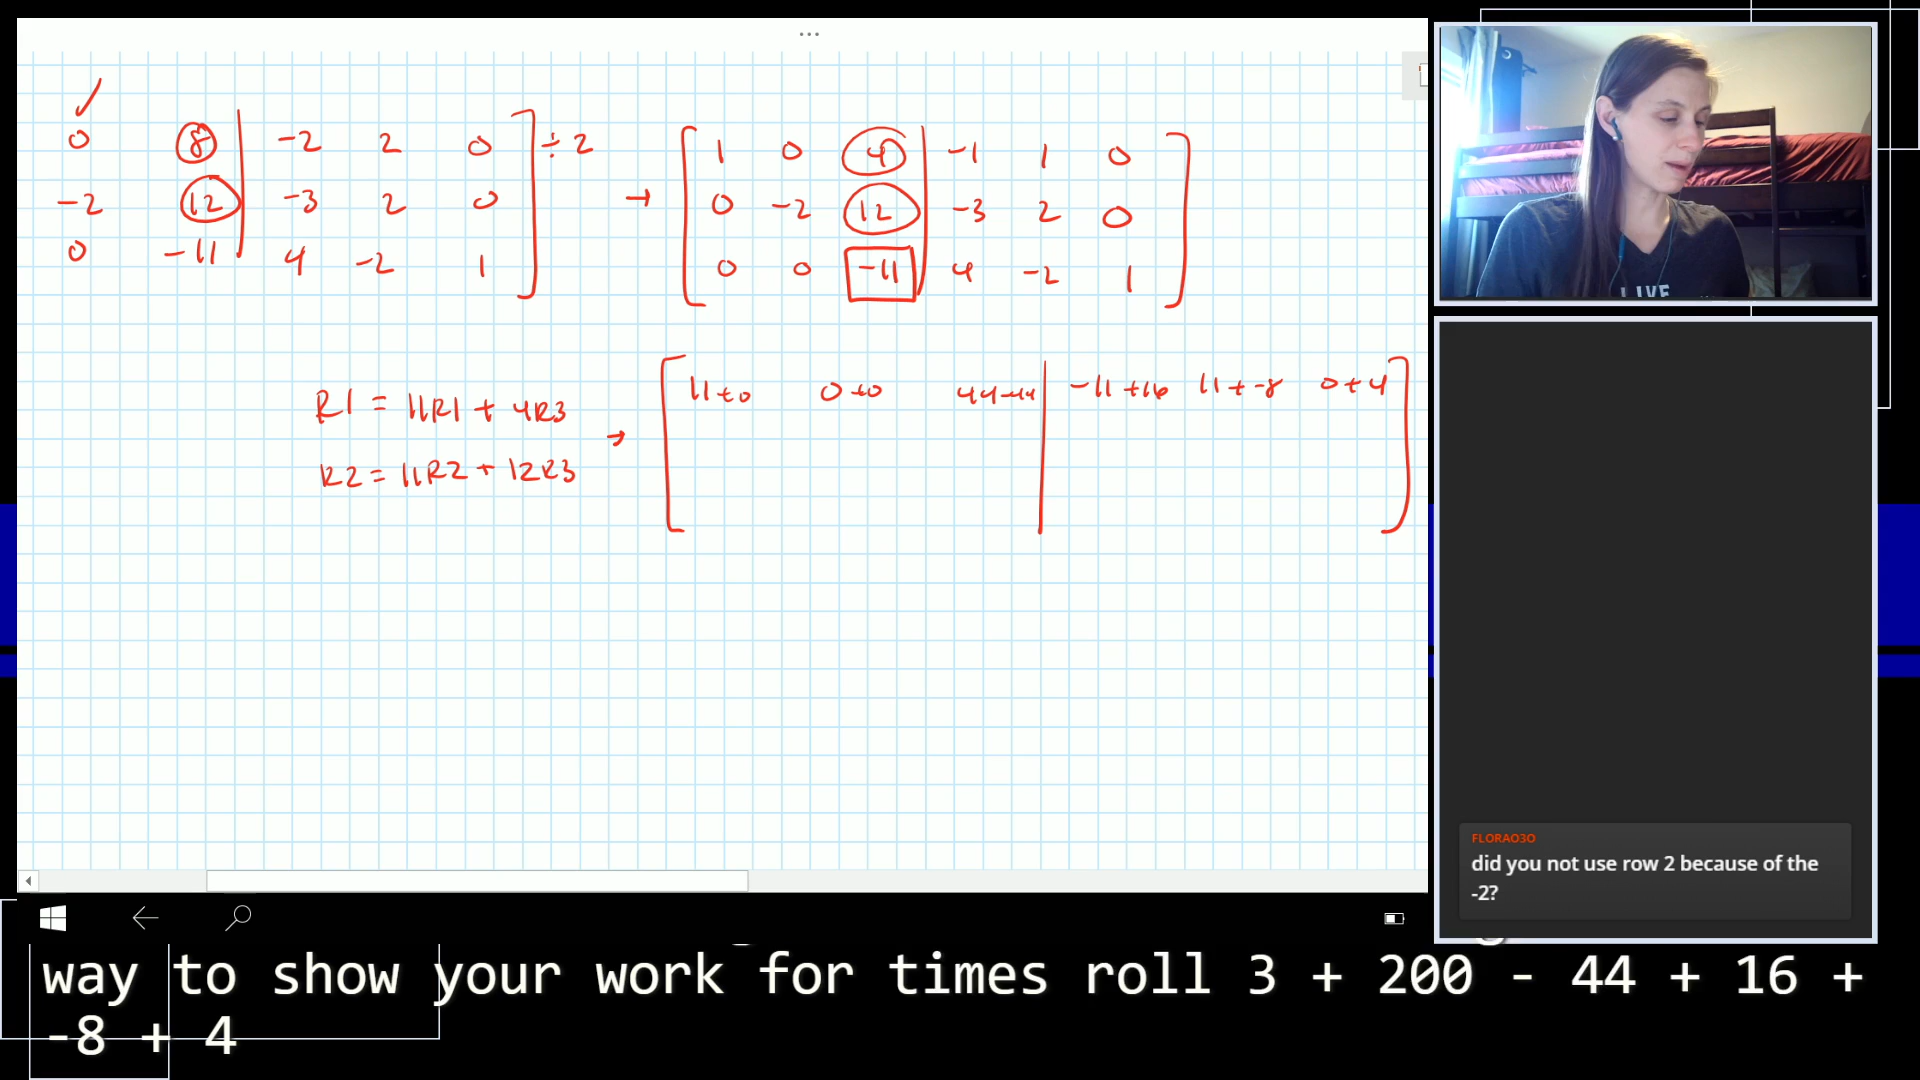 ...
✓
0 8 | -2 2 0 ] ÷ 2
-2 12 | -3 2 0
0 -11 | 4 -2 1
→ [ 1 0 4 | -1 1 0 ]
0 -2 12 | -3 2 0
0 0 -11 | 4 -2 1
R1 = 11R1 + 4R3
R2 = 11R2 + 12R3
→ [ 11+0 0+0 44-44 | -11+16 11+-8 0+4 ]
LIVE
FLORAO3O
did you not use row 2 because of the
-2?
way to show your work for times roll 3 + 200 - 44 + 16 +
-8 + 4